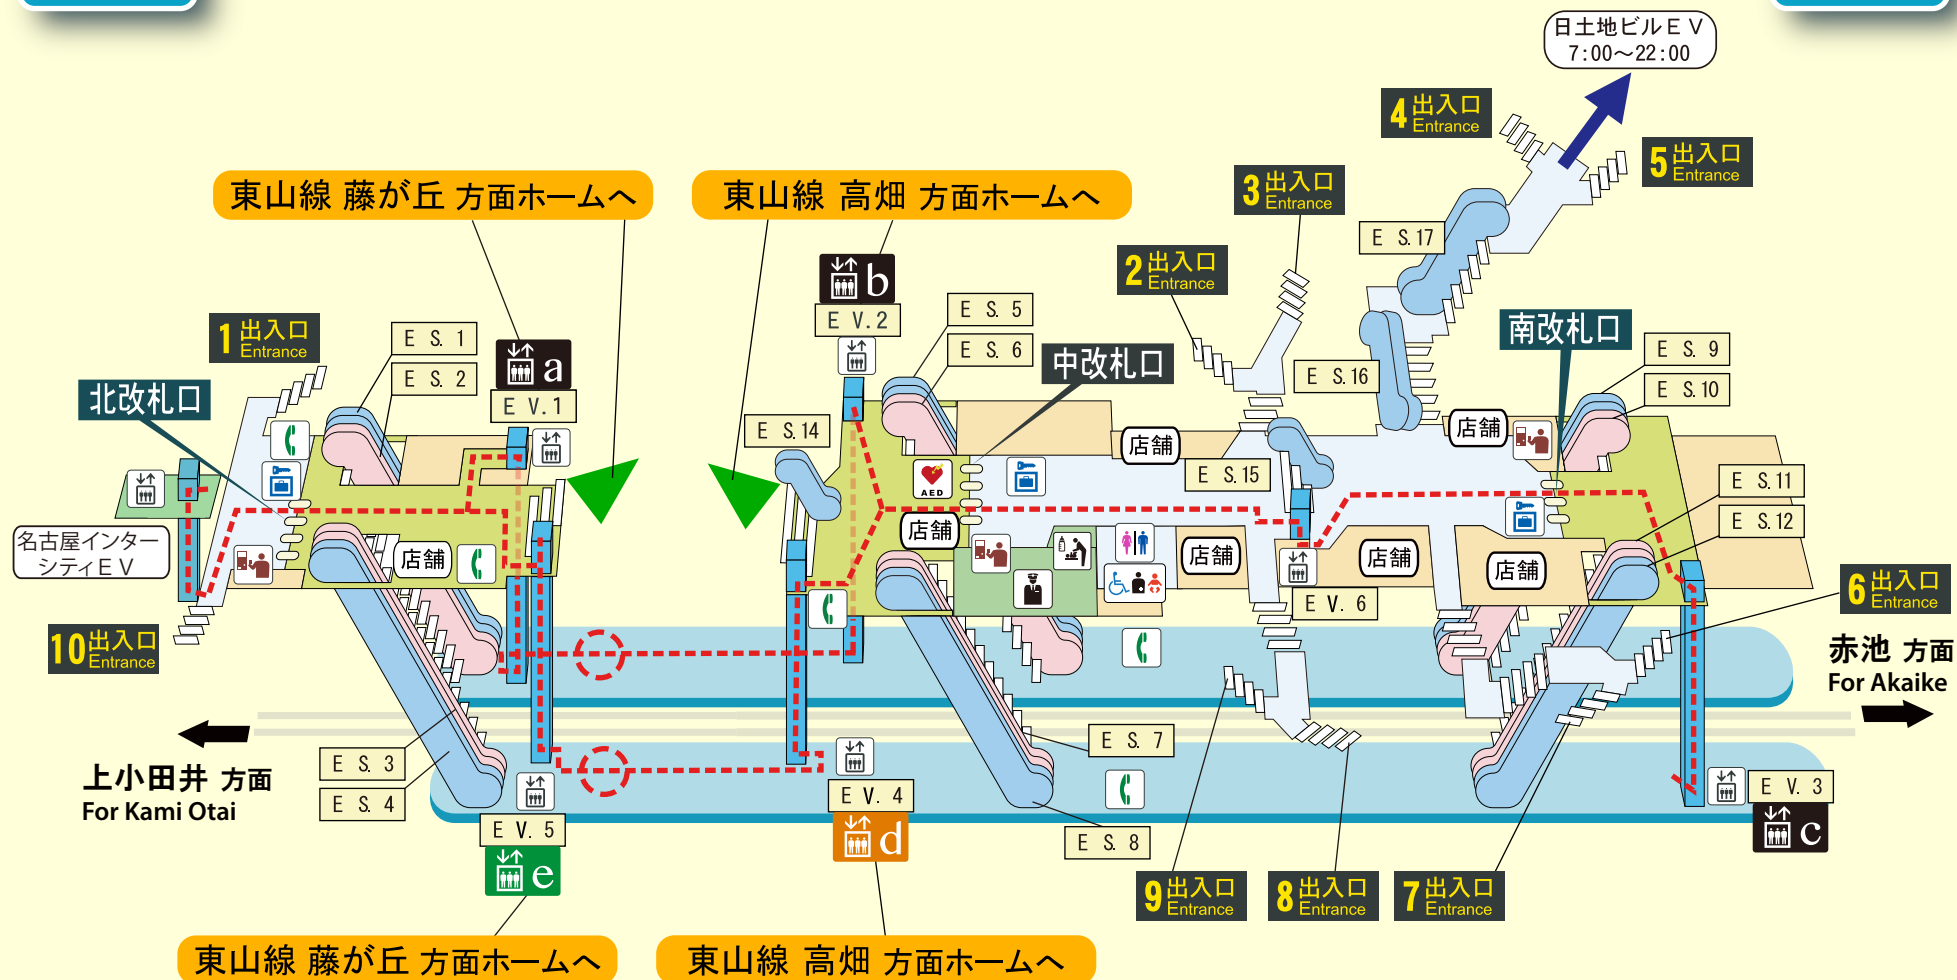 日土地ビルEV
7:00～22:00
4 出入口
Entrance
5 出入口
Entrance
3 出入口
Entrance
東山線 藤が丘 方面ホームへ
東山線 高畑 方面ホームへ
E S.17
2 出入口
Entrance
b
E V.2
E S. 5
E S. 6
1 出入口
Entrance
E S. 1
E S. 2
a
E V.1
中改札口
南改札口
E S. 9
E S.10
E S.16
北改札口
E S.14
店舗
店舗
E S.15
AED
E S.11
E S.12
名古屋インター
シティEV
店舗
店舗
店舗
店舗
店舗
E V. 6
6 出入口
Entrance
10 出入口
Entrance
赤池 方面
For Akaike
上小田井 方面
For Kami Otai
E S. 3
E S. 4
E S. 7
E V. 5
e
E V. 4
d
E S. 8
E V. 3
c
9 出入口
Entrance
8 出入口
Entrance
7 出入口
Entrance
東山線 藤が丘 方面ホームへ
東山線 高畑 方面ホームへ